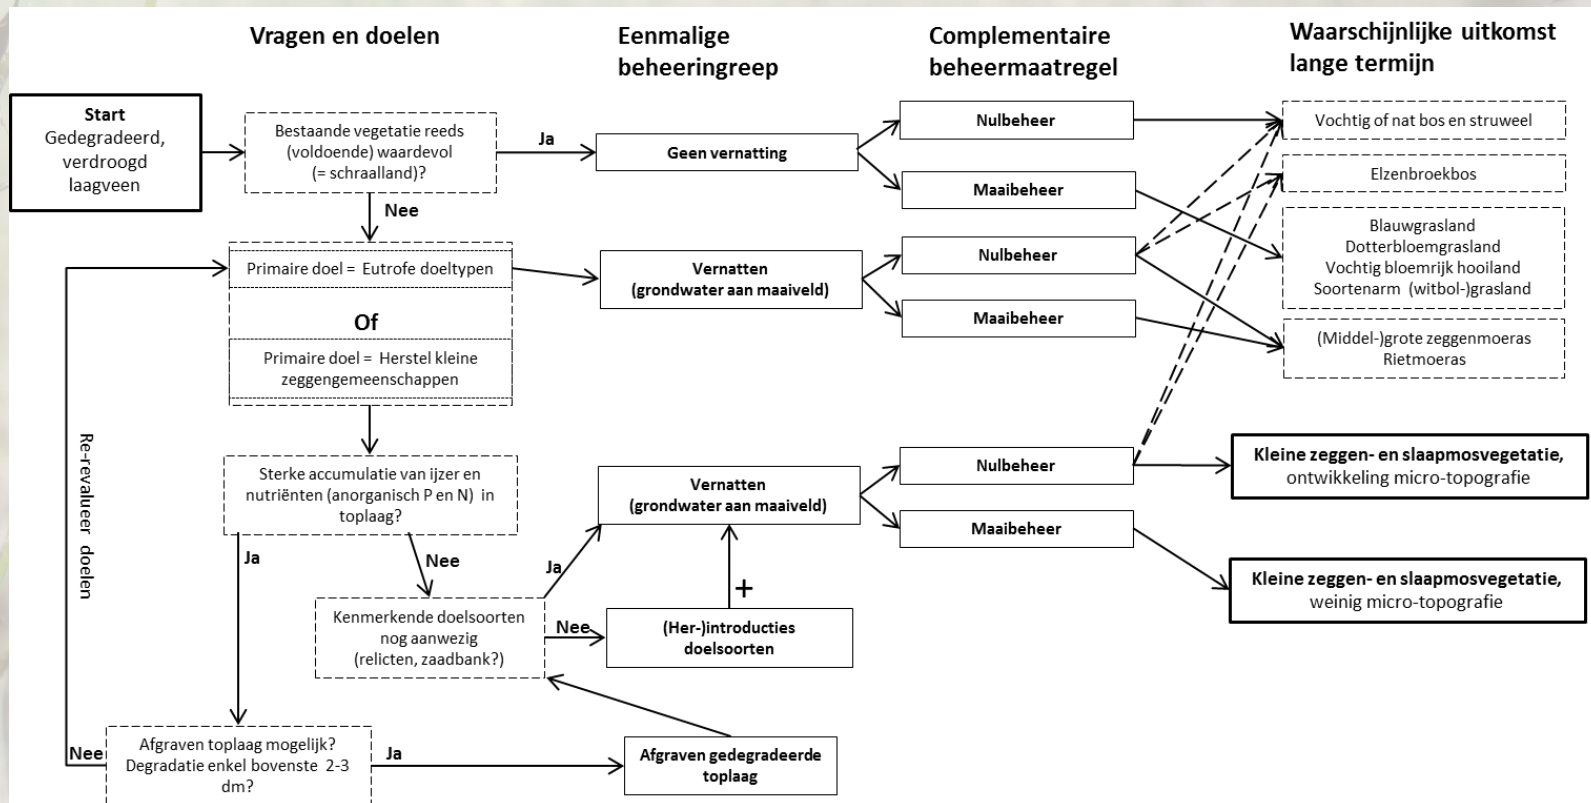 Vragen en doelen
Eenmalige
beheeringreep
Complementaire
beheermaatregel
Waarschijnlijke uitkomst
lange termijn
Start
Gedegradeerd,
verdroogd
laagveen
Bestaande vegetatie reeds
(voldoende) waardevol
(= schraalland)?
Ja
Nee
Geen vernatting
Nulbeheer
Maaibeheer
Vochtig of nat bos en struweel
Elzenbroekbos
Blauwgrasland
Dotterbloemgrasland
Vochtig bloemrijk hooiland
Soortenarm (witbol-)grasland
Primaire doel = Eutrofe doeltypen
Of
Primaire doel = Herstel kleine
zeggengemeenschappen
Vernatten
(grondwater aan maaiveld)
Nulbeheer
Maaibeheer
(Middel-)grote zeggenmoeras
Rietmoeras
Re-revalueer doelen
Sterke accumulatie van ijzer en
nutriënten (anorganisch P en N) in
toplaag?
Ja
Nee
Vernatten
(grondwater aan maaiveld)
Nulbeheer
Maaibeheer
Kleine zeggen- en slaapmosvegetatie,
ontwikkeling micro-topografie
Kleine zeggen- en slaapmosvegetatie,
weinig micro-topografie
Kenmerkende doelsoorten
nog aanwezig
(relicten, zaadbank?)
Ja
Nee
+
(Her-)introducties
doelsoorten
Afgraven toplaag mogelijk?
Degradatie enkel bovenste 2-3
dm?
Nee
Ja
Afgraven gedegradeerde
toplaag